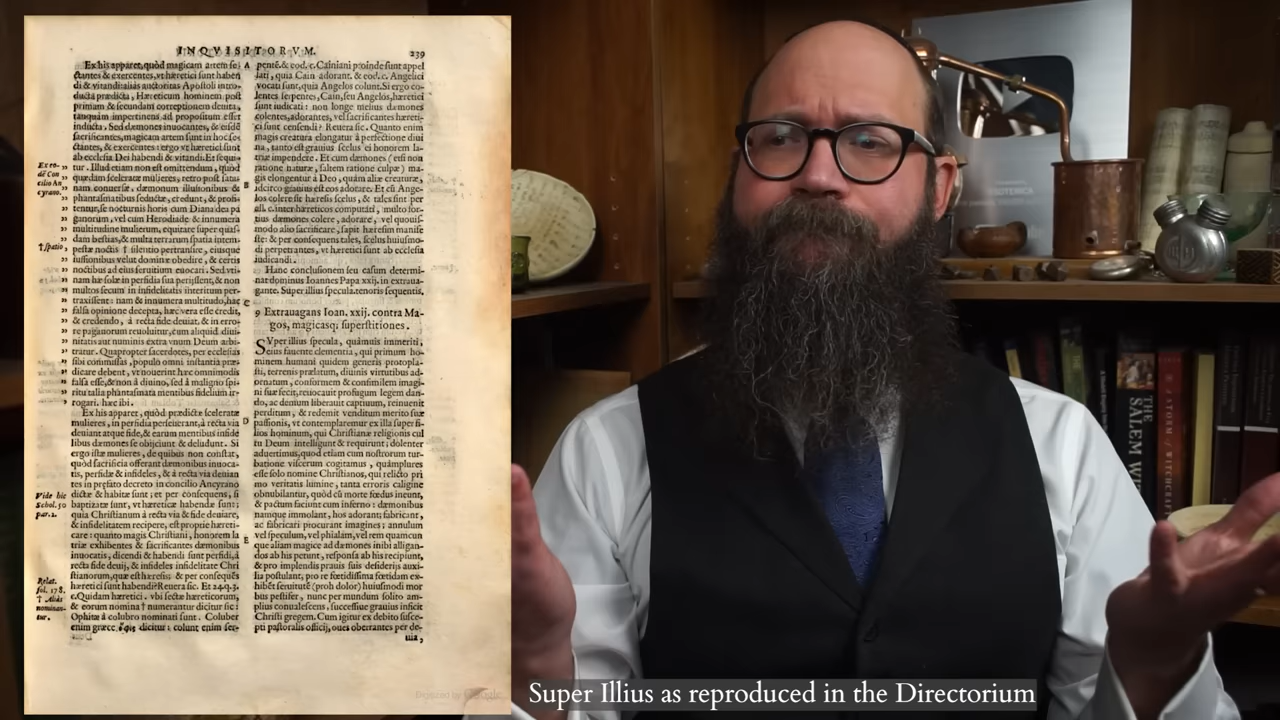 INQVISITORVM.
239
Ex his apparet, quòd magicam artem se-
ctantes & exercentes, vt hæretici sunt haben
di & vitandi: alias auctoritas Apostoli intro-
ducta prædicta, Hæreticum hominem post
primam & secundam correptionem deuita,
tanquam impertinens ad propositum esset
inducta. Sed dæmones inuocantes, & eisdē
sacrificantes, magicam artem sunt in hoc se-
ctantes, & exercentes: ergo vt hæretici sunt
ab ecclesia Dei habendi & vitandi. Et sequi-
tur. Illud etiam non est omittendum, quòd
quædam sceleratæ mulieres, retro post satan
nam conuersæ, dæmonum illusionibus &
phantasmatibus seductæ, credunt, & profi-
tentur, se nocturnis horis cum Diana dea pa
ganorum, vel cum Herodiade & innumera
multitudine mulierum, equitare super quas-
dam bestias, & multa terrarum spatia intem-
pestæ noctis † silentio pertransire, eiusque
iussionibus velut dominæ obedire, & certis
noctibus ad eius seruitium euocari. Sed vti-
nam hæ solæ in perfidia sua perijssent, & non
multos secum in infidelitatis interitum per-
traxissent: nam & innumera multitudo, hac
falsa opinione decepta, hæc vera esse credit,
& credendo, à recta fide deuiat, & in erro-
re paganorum reuoluitur, cum aliquid diui-
nitatis aut numinis extra vnum Deum arbi-
tratur. Quapropter sacerdotes, per ecclesias
sibi commissas, populo omni instantia præ-
dicare debent, vt nouerint hæc omnimodis
falsa esse, & non à diuino, sed à maligno spi-
ritu talia phantasmata mentibus fidelium ir-
rogari. hæc ibi.
Ex his apparet, quòd prædictæ sceleratæ
mulieres, in perfidia perseuerant, à recta via
deuiant atque fide, & earum mentibus infide
libus dæmones se obijciunt & deludunt. Si
ergo istæ mulieres, de quibus non constat,
quòd sacrificia offerant dæmonibus inuoca-
tis, perfidæ & infideles, & à recta via deuian
tes in prefato decreto in concilio Ancyrano
dictæ & habitæ sunt; et per consequens, si
baptizatæ sunt, vt hæreticæ habendæ sunt:
quia Christianum à recta via & fide deuiare,
& infidelitatem recipere, est proprie hæreti-
care: quanto magis Christiani, honorem la
triæ exhibentes & sacrificantes dæmonibus
inuocatis, dicendi & habendi sunt perfidi, à
recta fide deuij, & infideles infidelitate Chri
stianorum, quæ est hæresis: & per consequēs
hæretici sunt habendi? Reuera sic. Et 24.q.3.
c. Quidam hæretici. vbi sectæ hæreticorum,
& eorum nomina † numerantur dicitur sic:
Ophitæ à colubro nominati sunt. Coluber
enim græce ὄφις dicitur: colunt enim ser-
Ex eo-
dē Con
cilio An
cyrano.
† spatio,
Vide hic
Schol. 50
par. 2.
Relat.
fol. 178.
† Aliàs
nominan-
tur.
A
B
C
D
E
pentē. & eod. c. Cainiani proinde sunt appel
lati, quia Cain adorant. & eod. c. Angelici
vocati sunt, quia Angelos colunt. Si ergo co-
lentes serpentes, Cain, seu Angelos, hæretici
sunt iudicati: non longe melius dæmones
colentes, adorantes, vel sacrificantes hæreti-
ci sunt censendi? Reuera sic. Quanto enim
magis creatura elongatur à perfectione diui
na, tanto est grauius scelus ei honorem la-
triæ impendere. Et cum dæmones (etsi non
ratione naturæ, saltem ratione culpæ) ma-
gis elongentur à Deo, quàm aliæ creaturæ,
idcirco grauius est eos adorare. Et cū Ange-
los colere sit hæresis scelus, & tales sint per
all. c. inter hæreticos computati, multo for-
tius dæmones colere, adorare, vel quouis-
modo alio sacrificare, sapit hæresim manife
ste: & per consequens tales, scelus huiusmo-
di perpetrantes, vt hæretici sunt ab ecclesia
iudicandi.
Hanc conclusionem seu casum determi-
nat dominus Ioannes Papa xxij. in extraua-
gante. Super illius specula. tenoris sequentis.
9 Extrauagans Ioan. xxij. contra Ma-
gos, magicasq; superstitiones.
SVper illius specula, quamuis immeriti,
eius fauente clementia, qui primum ho-
minem humani quidem generis protopla-
stū, terrenis prælatum, diuinis virtutibus ad-
ornatum, conformem & consimilem imagi-
ni suæ fecit, reuocauit profugum legem dan-
do, ac demum liberauit captiuum, reinuenit
perditum, & redemit venditum merito suæ
passionis, vt contemplaremur ex illa super fi-
lios hominum, qui Christianæ religionis cul
tu Deum intelligunt & requirunt: dolenter
aduertimus, quod etiam cum nostrorum tur-
batione viscerum cogitamus, quamplures
esse solo nomine Christianos, qui relicto pri
mo veritatis lumine, tanta erroris caligine
obnubilantur, quòd cū morte fœdus ineunt,
& pactum faciunt cum inferno: dæmonibus
namque immolant, hos adorant; fabricant,
ac fabricari procurant imagines; annulum
vel speculum, vel phialam, vel rem quamcun
que aliam magice ad dæmones inibi alligan-
dos ab his petunt, responsa ab his recipiunt,
& pro implendis prauis suis desiderijs auxi-
lia postulant, pro re fœtidissima fœtidam ex-
hibēt seruitutē (proh dolor) huiusmodi mor
bus pestifer, nunc per mundum solito am-
plius conualescens, successiue grauius inficit
Christi gregem. Cum igitur ex debito susce-
pti pastoralis officij, oues oberrantes per de-
uia,
Digitized by Google
Super Illius as reproduced in the Directorium
THE
SALEM WI